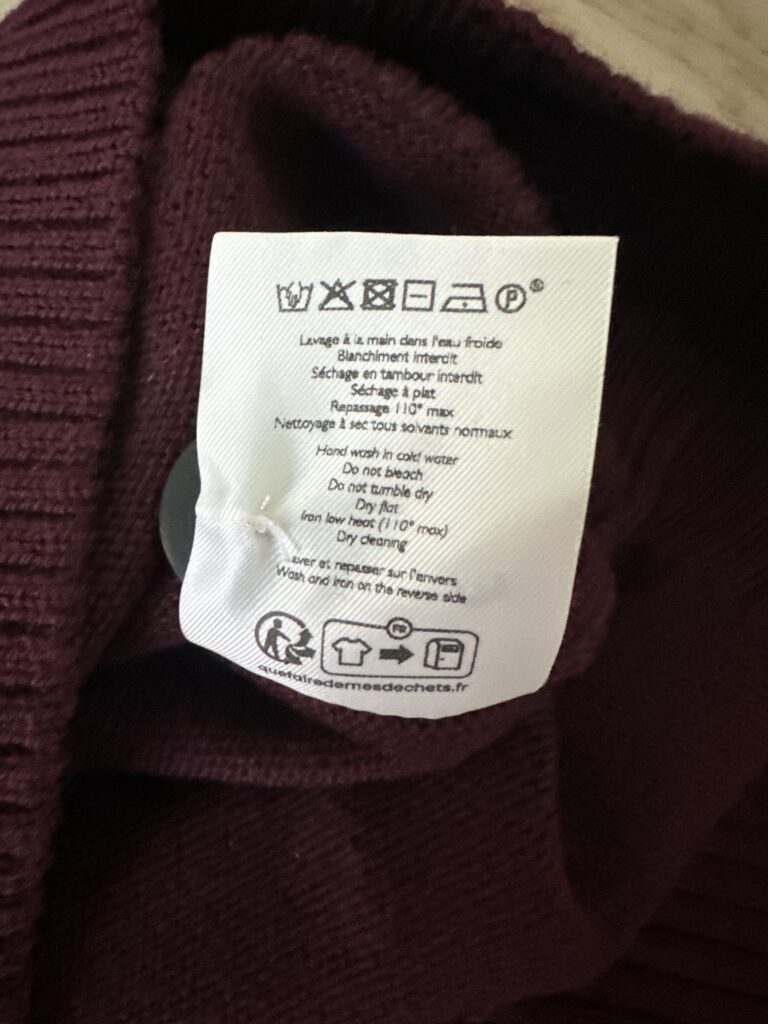 P
Lavage à la main dans l'eau froide
Blanchiment interdit
Séchage en tambour interdit
Séchage à plat
Repassage 110° max
Nettoyage à sec tous solvants normaux
Hand wash in cold water
Do not bleach
Do not tumble dry
Dry flat
Iron low heat (110° max)
Dry cleaning
aver et repasser sur l'envers
Wash and iron on the reverse side
FR
quefairedemesdechets.fr